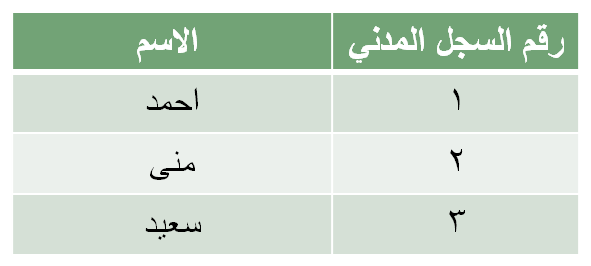 رقم السجل المدني الاسم
١ احمد
٢ منى
٣ سعيد